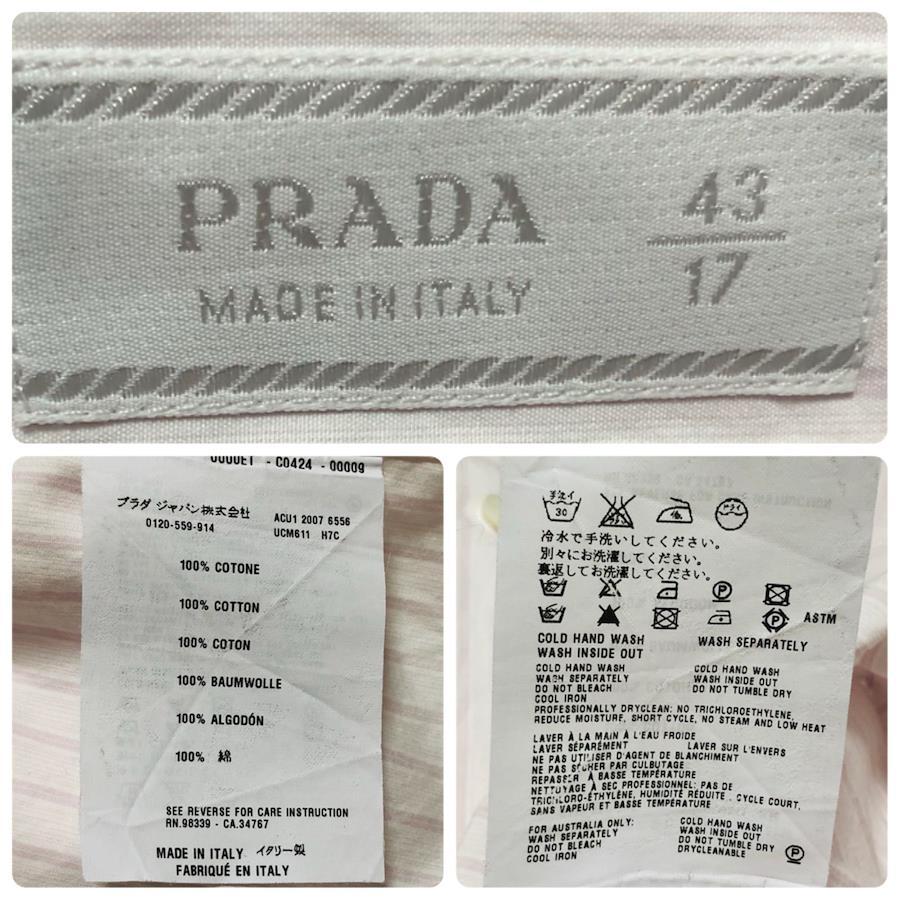 PRADA
MADE IN ITALY
43
17
- C0424 - 00009
プラダ ジャパン株式会社
0120-559-914
ACU1 2007 6556
UCM611 H7C
100% COTONE
100% COTTON
100% COTON
100% BAUMWOLLE
100% ALGODÓN
100% 綿
SEE REVERSE FOR CARE INSTRUCTION
RN.98339 - CA.34767
MADE IN ITALY イタリー製
FABRIQUÉ EN ITALY
手洗イ
30
冷水で手洗いしてください。
別々にお洗濯してください。
裏返してお洗濯してください。
ASTM
COLD HAND WASH WASH SEPARATELY
WASH INSIDE OUT
COLD HAND WASH
WASH SEPARATELY
DO NOT BLEACH
COOL IRON
COLD HAND WASH
WASH INSIDE OUT
DO NOT TUMBLE DRY
PROFESSIONALLY DRYCLEAN: NO TRICHLOROETHYLENE,
REDUCE MOISTURE, SHORT CYCLE, NO STEAM AND LOW HEAT
LAVER À LA MAIN À L'EAU FROIDE
LAVER SÉPARÉMENT LAVER SUR L'ENVERS
NE PAS UTILISER D'AGENT DE BLANCHIMENT
NE PAS SÉCHER PAR CULBUTAGE
REPASSER À BASSE TEMPÉRATURE
NETTOYAGE À SEC PROFESSIONNEL: PAS DE
TRICHLORO-ÉTHYLÈNE, HUMIDITÉ RÉDUITE, CYCLE COURT,
SANS VAPEUR ET BASSE TEMPÉRATURE
FOR AUSTRALIA ONLY:
WASH SEPARATELY
DO NOT BLEACH
COOL IRON
COLD HAND WASH
WASH INSIDE OUT
DO NOT TUMBLE DRY
DRYCLEANABLE
P